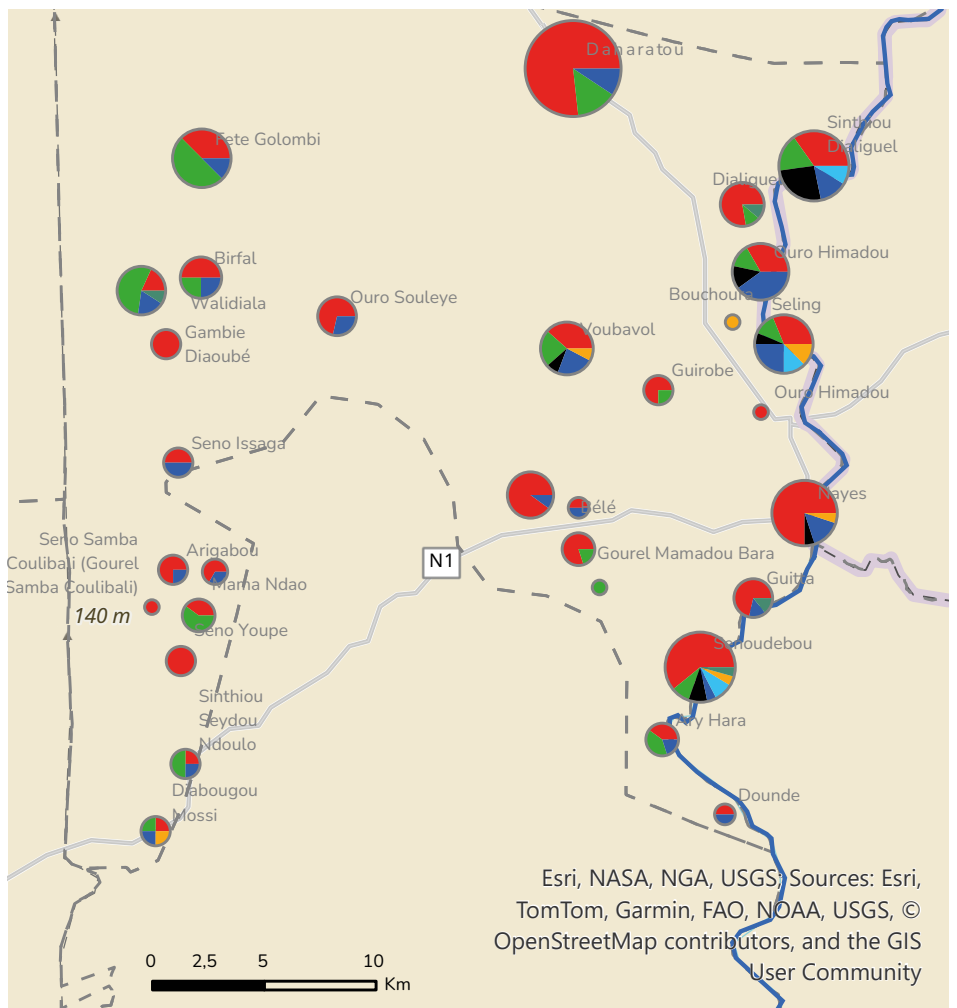 Daharatou
Sinthiou
Dialiguel
Fete Golombi
Dialiguel
Ouro Himadou
Birfal
Bouchoura
Walidiala
Ouro Souleye
Seling
Gambie
Diaoubé
Voubavol
Guirobe
Ouro Himadou
Seno Issaga
Nayes
Bélé
Seno Samba
Coulibali (Gourel
Samba Coulibali)
Arigabou
Mama Ndao
Gourel Mamadou Bara
N1
Guitta
140 m
Seno Youpe
Senoudebou
Sinthiou
Seydou
Ndoulo
Ary Hara
Diabougou
Mossi
Dounde
Esri, NASA, NGA, USGS; Sources: Esri,
TomTom, Garmin, FAO, NOAA, USGS, ©
OpenStreetMap contributors, and the GIS
User Community
0 2,5 5 10
Km